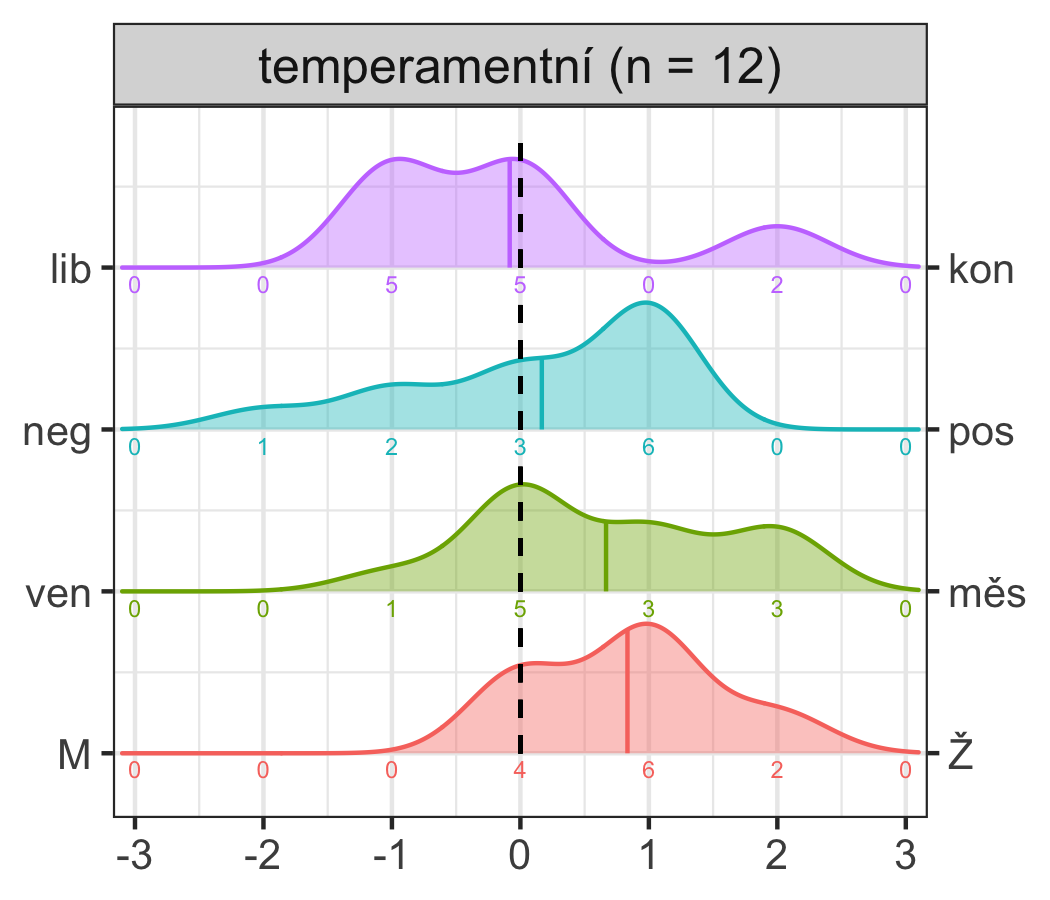 temperamentní (n = 12)
lib kon
0 0 5 5 0 2 0
neg pos
0 1 2 3 6 0 0
ven měs
0 0 1 5 3 3 0
M Ž
0 0 0 4 6 2 0
-3 -2 -1 0 1 2 3